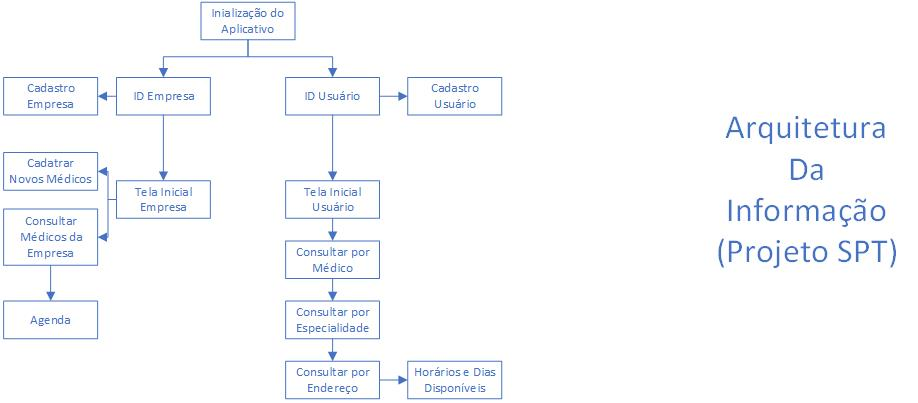 Inialização do
Aplicativo
Cadastro
Empresa
ID Empresa
ID Usuário
Cadastro
Usuário
Cadatrar
Novos Médicos
Tela Inicial
Empresa
Tela Inicial
Usuário
Consultar
Médicos da
Empresa
Consultar por
Médico
Agenda
Consultar por
Especialidade
Consultar por
Endereço
Horários e Dias
Disponíveis
Arquitetura
Da
Informação
(Projeto SPT)